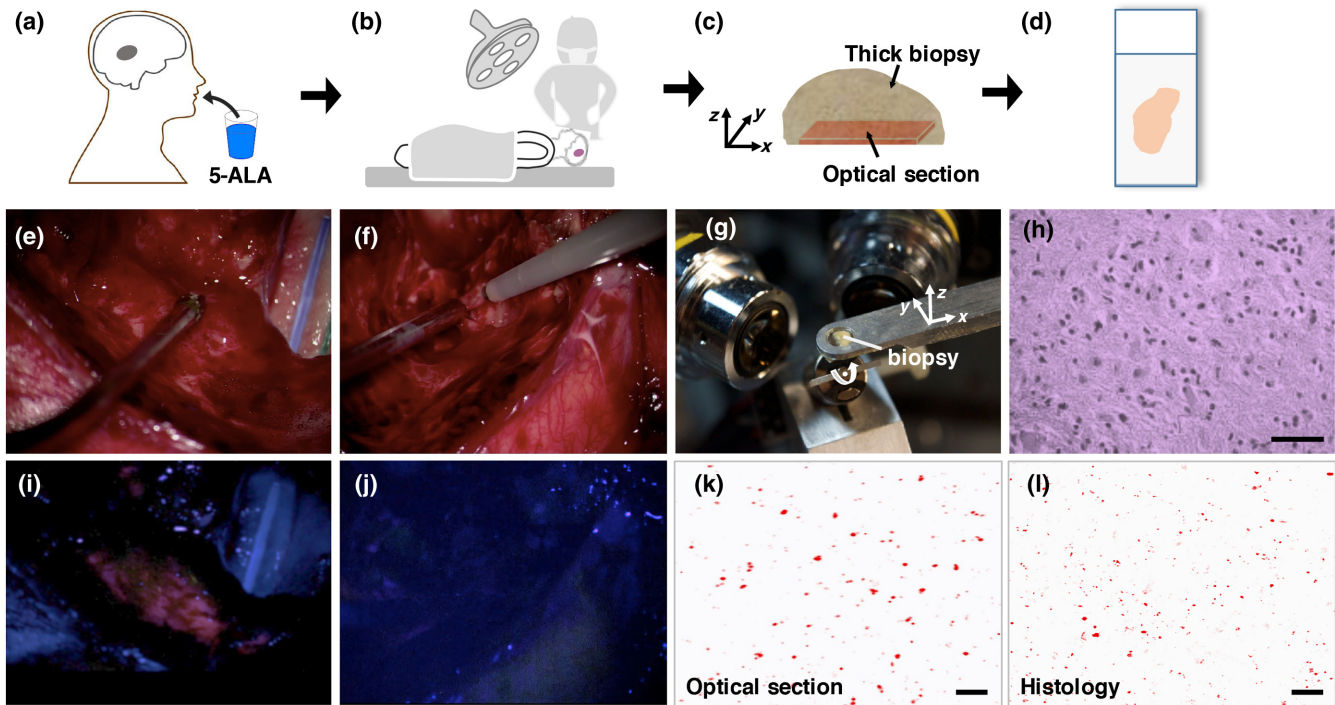 (a)
(b)
(c)
(d)
Thick biopsy
z
y
x
5-ALA
Optical section
(e)
(f)
(g)
(h)
z
y
x
biopsy
(i)
(j)
(k)
(l)
Optical section
Histology